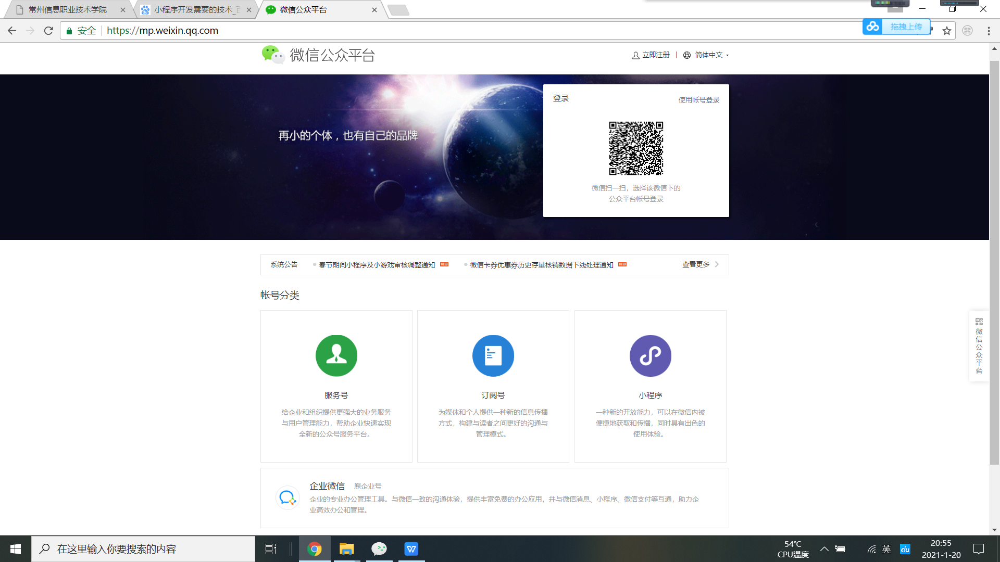 常州信息职业技术学院
小程序开发需要的技术_百
微信公众平台
安全
https://mp.weixin.qq.com
拖拽上传
微信公众平台
立即注册 | 简体中文
登录
使用帐号登录
再小的个体，也有自己的品牌
微信扫一扫，选择该微信下的
公众平台帐号登录
系统公告
春节期间小程序及小游戏审核调整通知 NEW
微信卡券优惠券历史存量核销数据下线处理通知 NEW
查看更多
帐号分类
服务号
给企业和组织提供更强大的业务服务
与用户管理能力，帮助企业快速实现
全新的公众号服务平台。
订阅号
为媒体和个人提供一种新的信息传播
方式，构建与读者之间更好的沟通与
管理模式。
小程序
一种新的开放能力，可以在微信内被
便捷地获取和传播，同时具有出色的
使用体验。
微信公众平台
企业微信 原企业号
企业的专业办公管理工具。与微信一致的沟通体验，提供丰富免费的办公应用，并与微信消息、小程序、微信支付等互通，助力企
业高效办公和管理。
在这里输入你要搜索的内容
54℃
CPU温度
英
du
20:55
2021-1-20